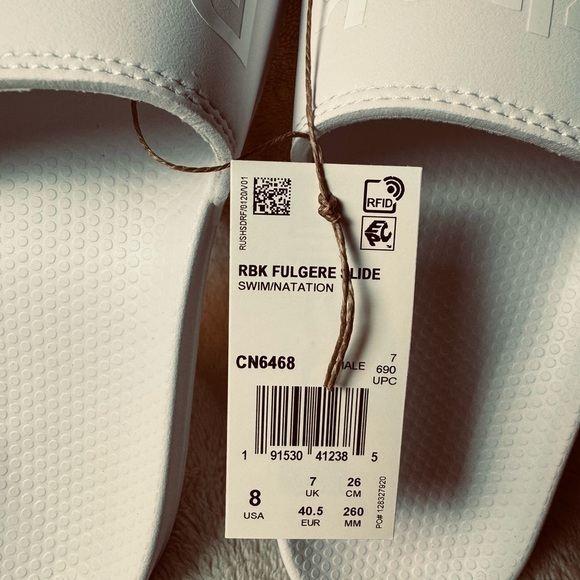 RUSHSDRF/0120/V01
RFID
EPC
RBK FULGERE SLIDE
SWIM/NATATION
CN6468
MALE
7
690
UPC
1 91530 41238 5
8
USA
7
UK
26
CM
40.5
EUR
260
MM
PO# 128327920